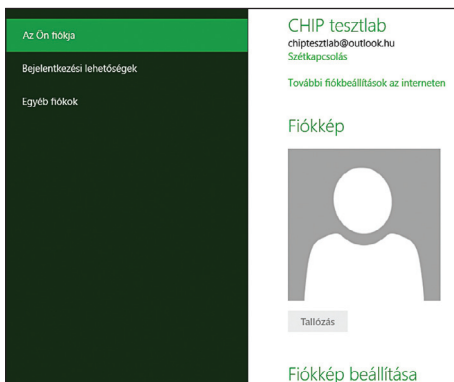 Az Ön fiókja
Bejelentkezési lehetőségek
Egyéb fiókok
CHIP tesztlab
chiptesztlab@outlook.hu
Szétkapcsolás
További fiókbeállítások az interneten
Fiókkép
Tallózás
Fiókkép beállítása